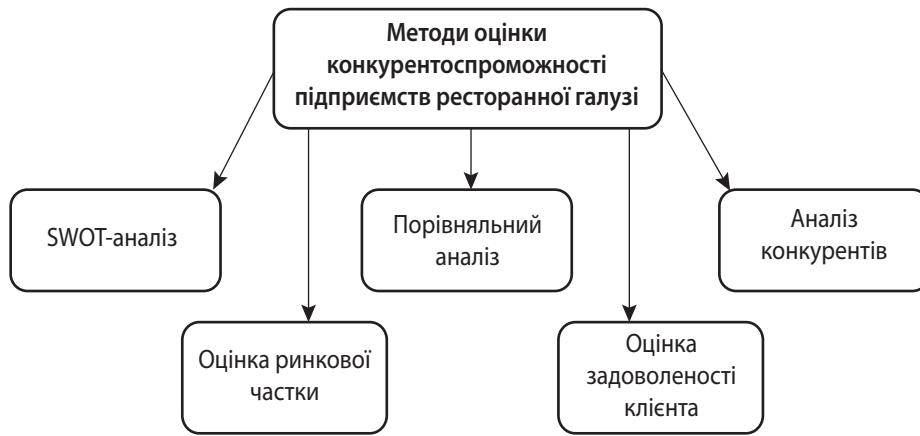 Методи оцінки
конкурентоспроможності
підприємств ресторанної галузі
SWOT-аналіз
Порівняльний
аналіз
Аналіз
конкурентів
Оцінка ринкової
частки
Оцінка
задоволеності
клієнта